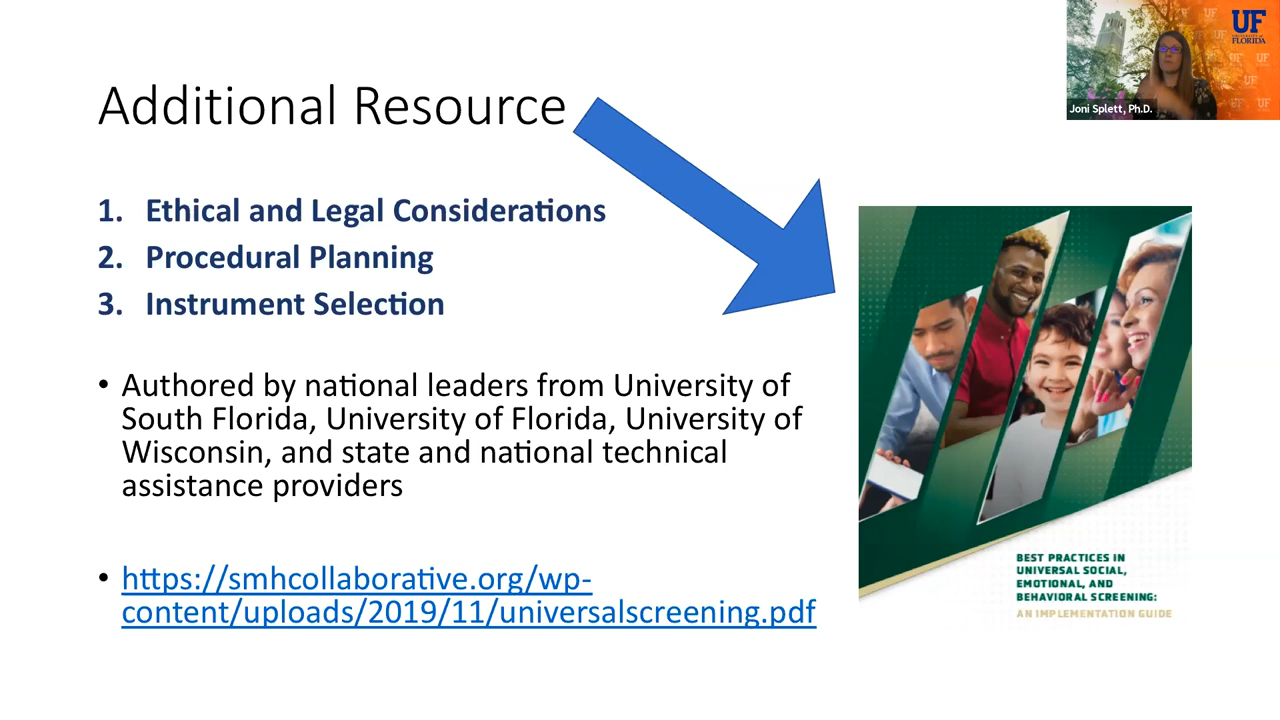 Additional Resource
1. Ethical and Legal Considerations
2. Procedural Planning
3. Instrument Selection
• Authored by national leaders from University of
South Florida, University of Florida, University of
Wisconsin, and state and national technical
assistance providers
• https://smhcollaborative.org/wp-
content/uploads/2019/11/universalscreening.pdf
UF
UNIVERSITY of
FLORIDA
Joni Splett, Ph.D.
BEST PRACTICES IN
UNIVERSAL SOCIAL,
EMOTIONAL, AND
BEHAVIORAL SCREENING:
AN IMPLEMENTATION GUIDE